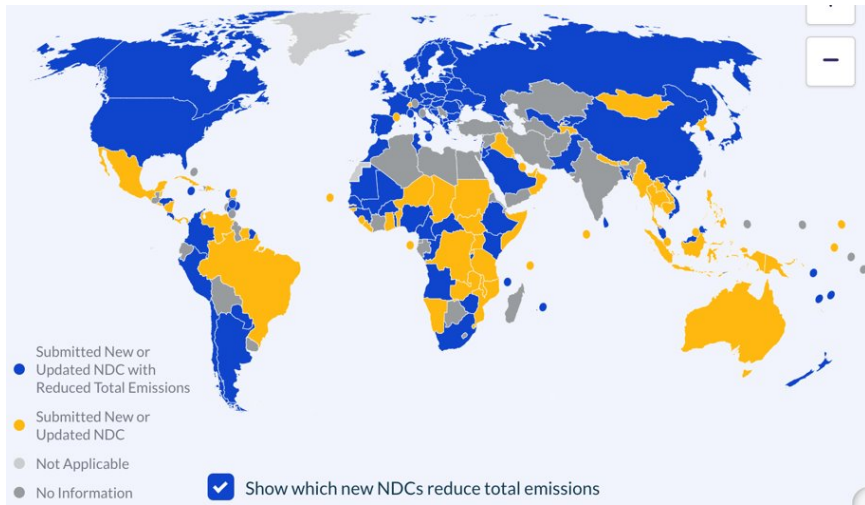 Submitted New or
Updated NDC with
Reduced Total Emissions
Submitted New or
Updated NDC
Not Applicable
No Information
Show which new NDCs reduce total emissions